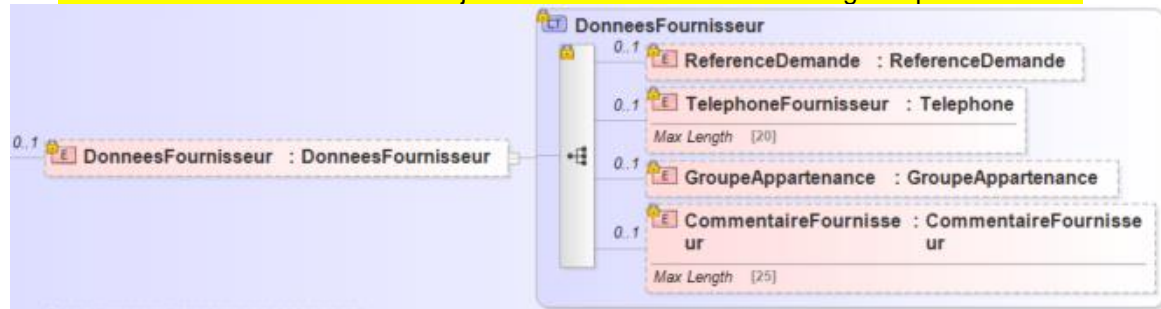 DonneesFournisseur
0..1
ReferenceDemande : ReferenceDemande
0..1
TelephoneFournisseur : Telephone
Max Length [20]
0..1
DonneesFournisseur : DonneesFournisseur
0..1
GroupeAppartenance : GroupeAppartenance
0..1
CommentaireFournisse : CommentaireFournisse
ur ur
Max Length [25]